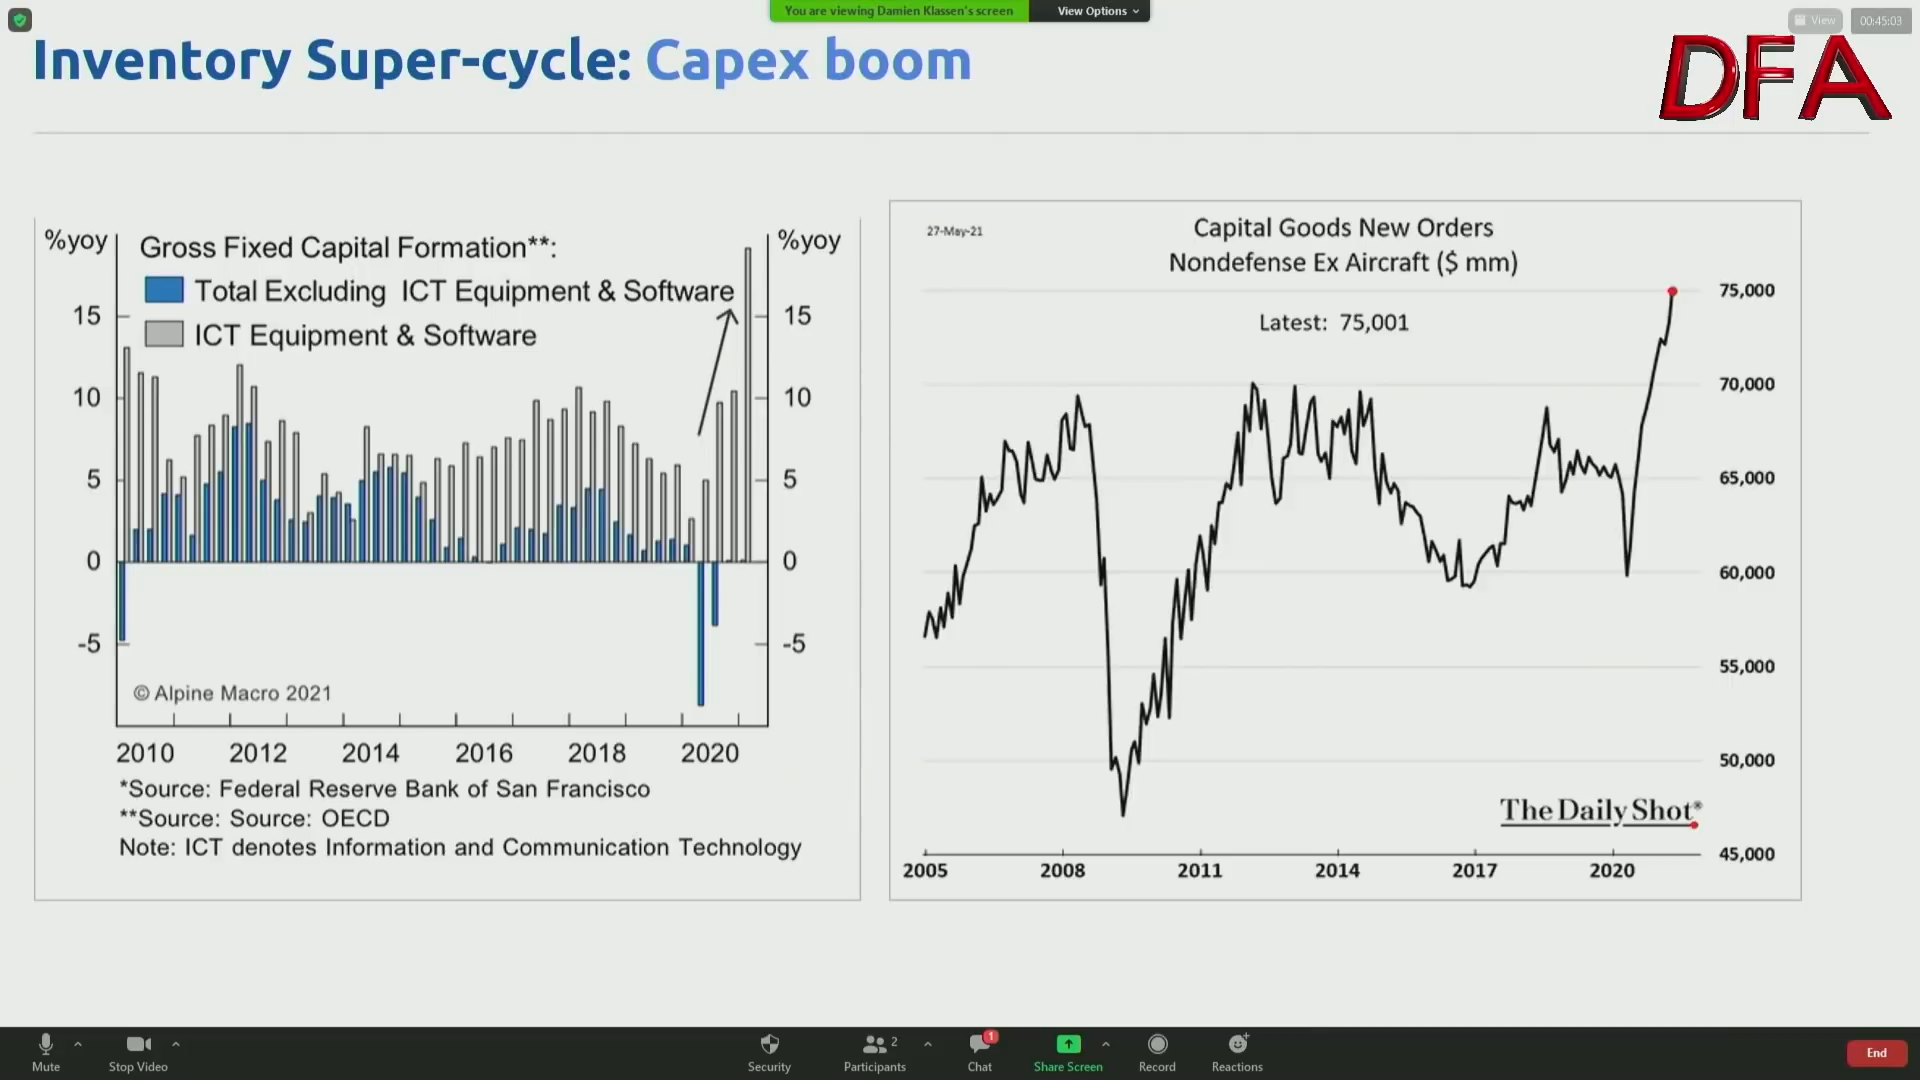 You are viewing Damien Klassen's screen
View Options
View
00:45:03
Inventory Super-cycle: Capex boom
DFA
%yoy
%yoy
Gross Fixed Capital Formation**:
Total Excluding ICT Equipment & Software
ICT Equipment & Software
15
10
5
0
-5
15
10
5
0
-5
© Alpine Macro 2021
2010 2012 2014 2016 2018 2020
*Source: Federal Reserve Bank of San Francisco
**Source: Source: OECD
Note: ICT denotes Information and Communication Technology
27-May-21
Capital Goods New Orders
Nondefense Ex Aircraft ($ mm)
Latest: 75,001
75,000
70,000
65,000
60,000
55,000
50,000
45,000
The Daily Shot®
2005 2008 2011 2014 2017 2020
Mute
Stop Video
Security
Participants
2
Chat
1
Share Screen
Record
Reactions
End